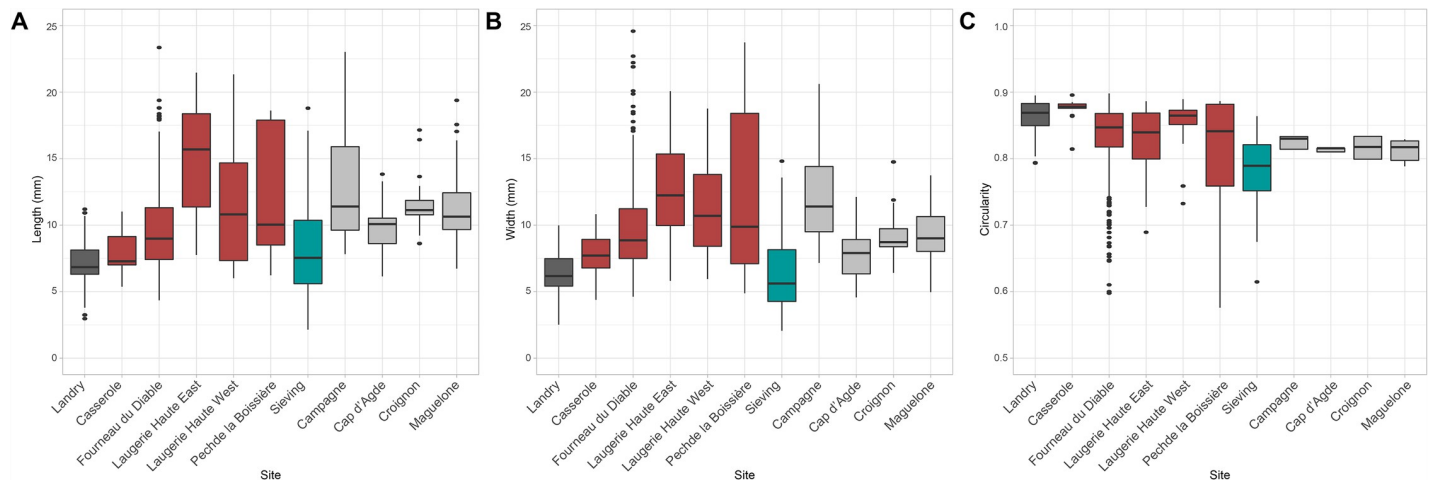 A
Length (mm)
25
20
15
10
5
0
Landry
Casserole
Fourneau du Diable
Laugerie Haute East
Laugerie Haute West
Pechde la Boissière
Sieving
Campagne
Cap d'Agde
Croignon
Maguelone
Site
B
Width (mm)
25
20
15
10
5
0
Landry
Casserole
Fourneau du Diable
Laugerie Haute East
Laugerie Haute West
Pechde la Boissière
Sieving
Campagne
Cap d'Agde
Croignon
Maguelone
Site
C
Circularity
1.0
0.9
0.8
0.7
0.6
0.5
Landry
Casserole
Fourneau du Diable
Laugerie Haute East
Laugerie Haute West
Pechde la Boissière
Sieving
Campagne
Cap d'Agde
Croignon
Maguelone
Site